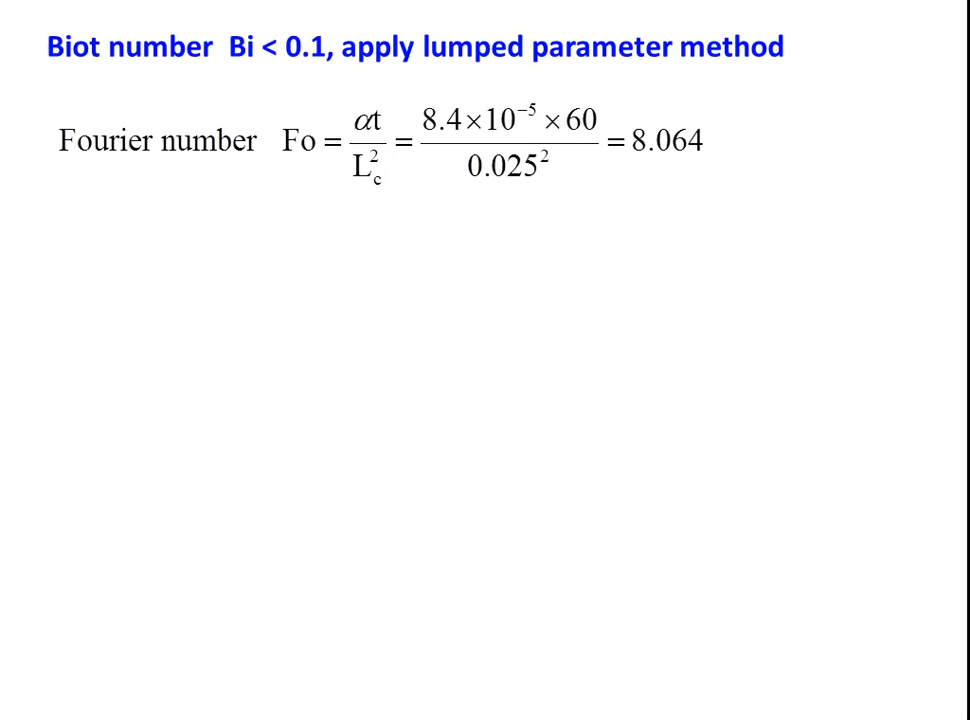 Biot number Bi < 0.1, apply lumped parameter method
Fourier number Fo = αt / L_c^2 = 8.4×10^−5 ×60 / 0.025^2 = 8.064